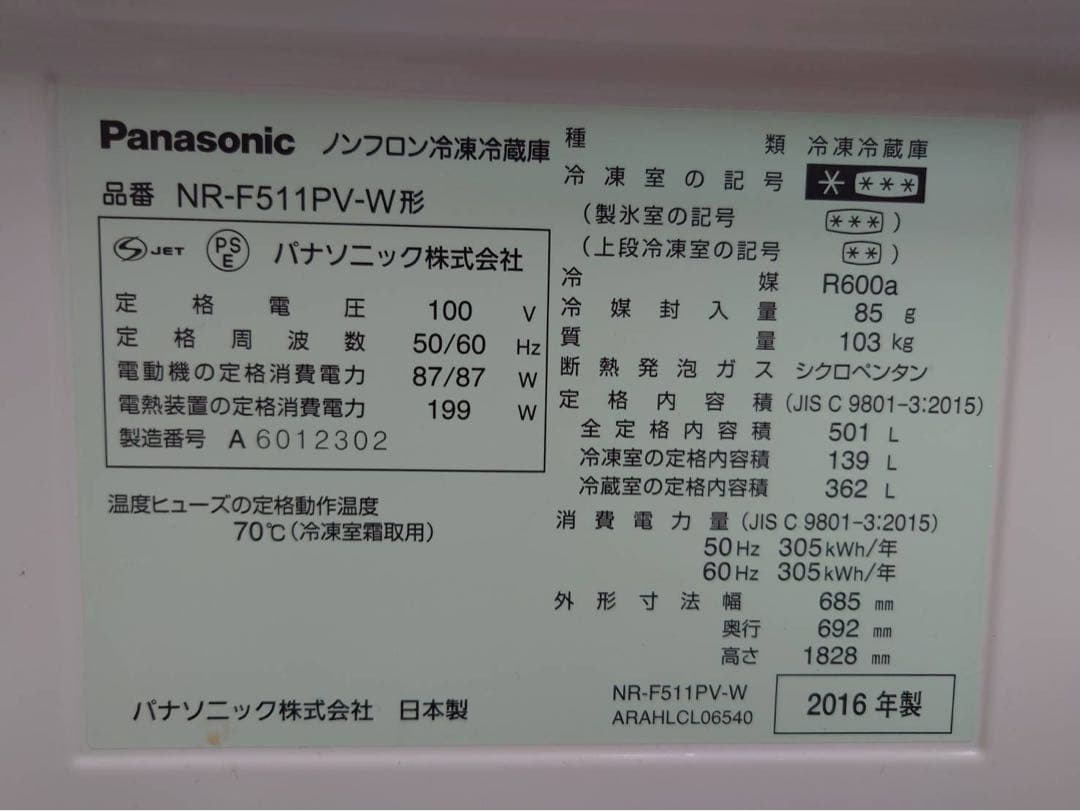 Panasonic ノンフロン冷凍冷蔵庫
品番 NR-F511PV-W形
JET PSE パナソニック株式会社
定格電圧 100 V
定格周波数 50/60 Hz
電動機の定格消費電力 87/87 W
電熱装置の定格消費電力 199 W
製造番号 A 6012302
温度ヒューズの定格動作温度
70℃(冷凍室霜取用)
パナソニック株式会社 日本製
種類 冷凍冷蔵庫
冷凍室の記号 * ***
(製氷室の記号 ***)
(上段冷凍室の記号 **)
冷媒 R600a
冷媒封入量 85 g
質量 103 kg
断熱発泡ガス シクロペンタン
定格内容積 (JIS C 9801-3:2015)
全定格内容積 501 L
冷凍室の定格内容積 139 L
冷蔵室の定格内容積 362 L
消費電力量 (JIS C 9801-3:2015)
50Hz 305kWh/年
60Hz 305kWh/年
外形寸法幅 685 mm
奥行 692 mm
高さ 1828 mm
NR-F511PV-W
ARAHLCL06540
2016年製